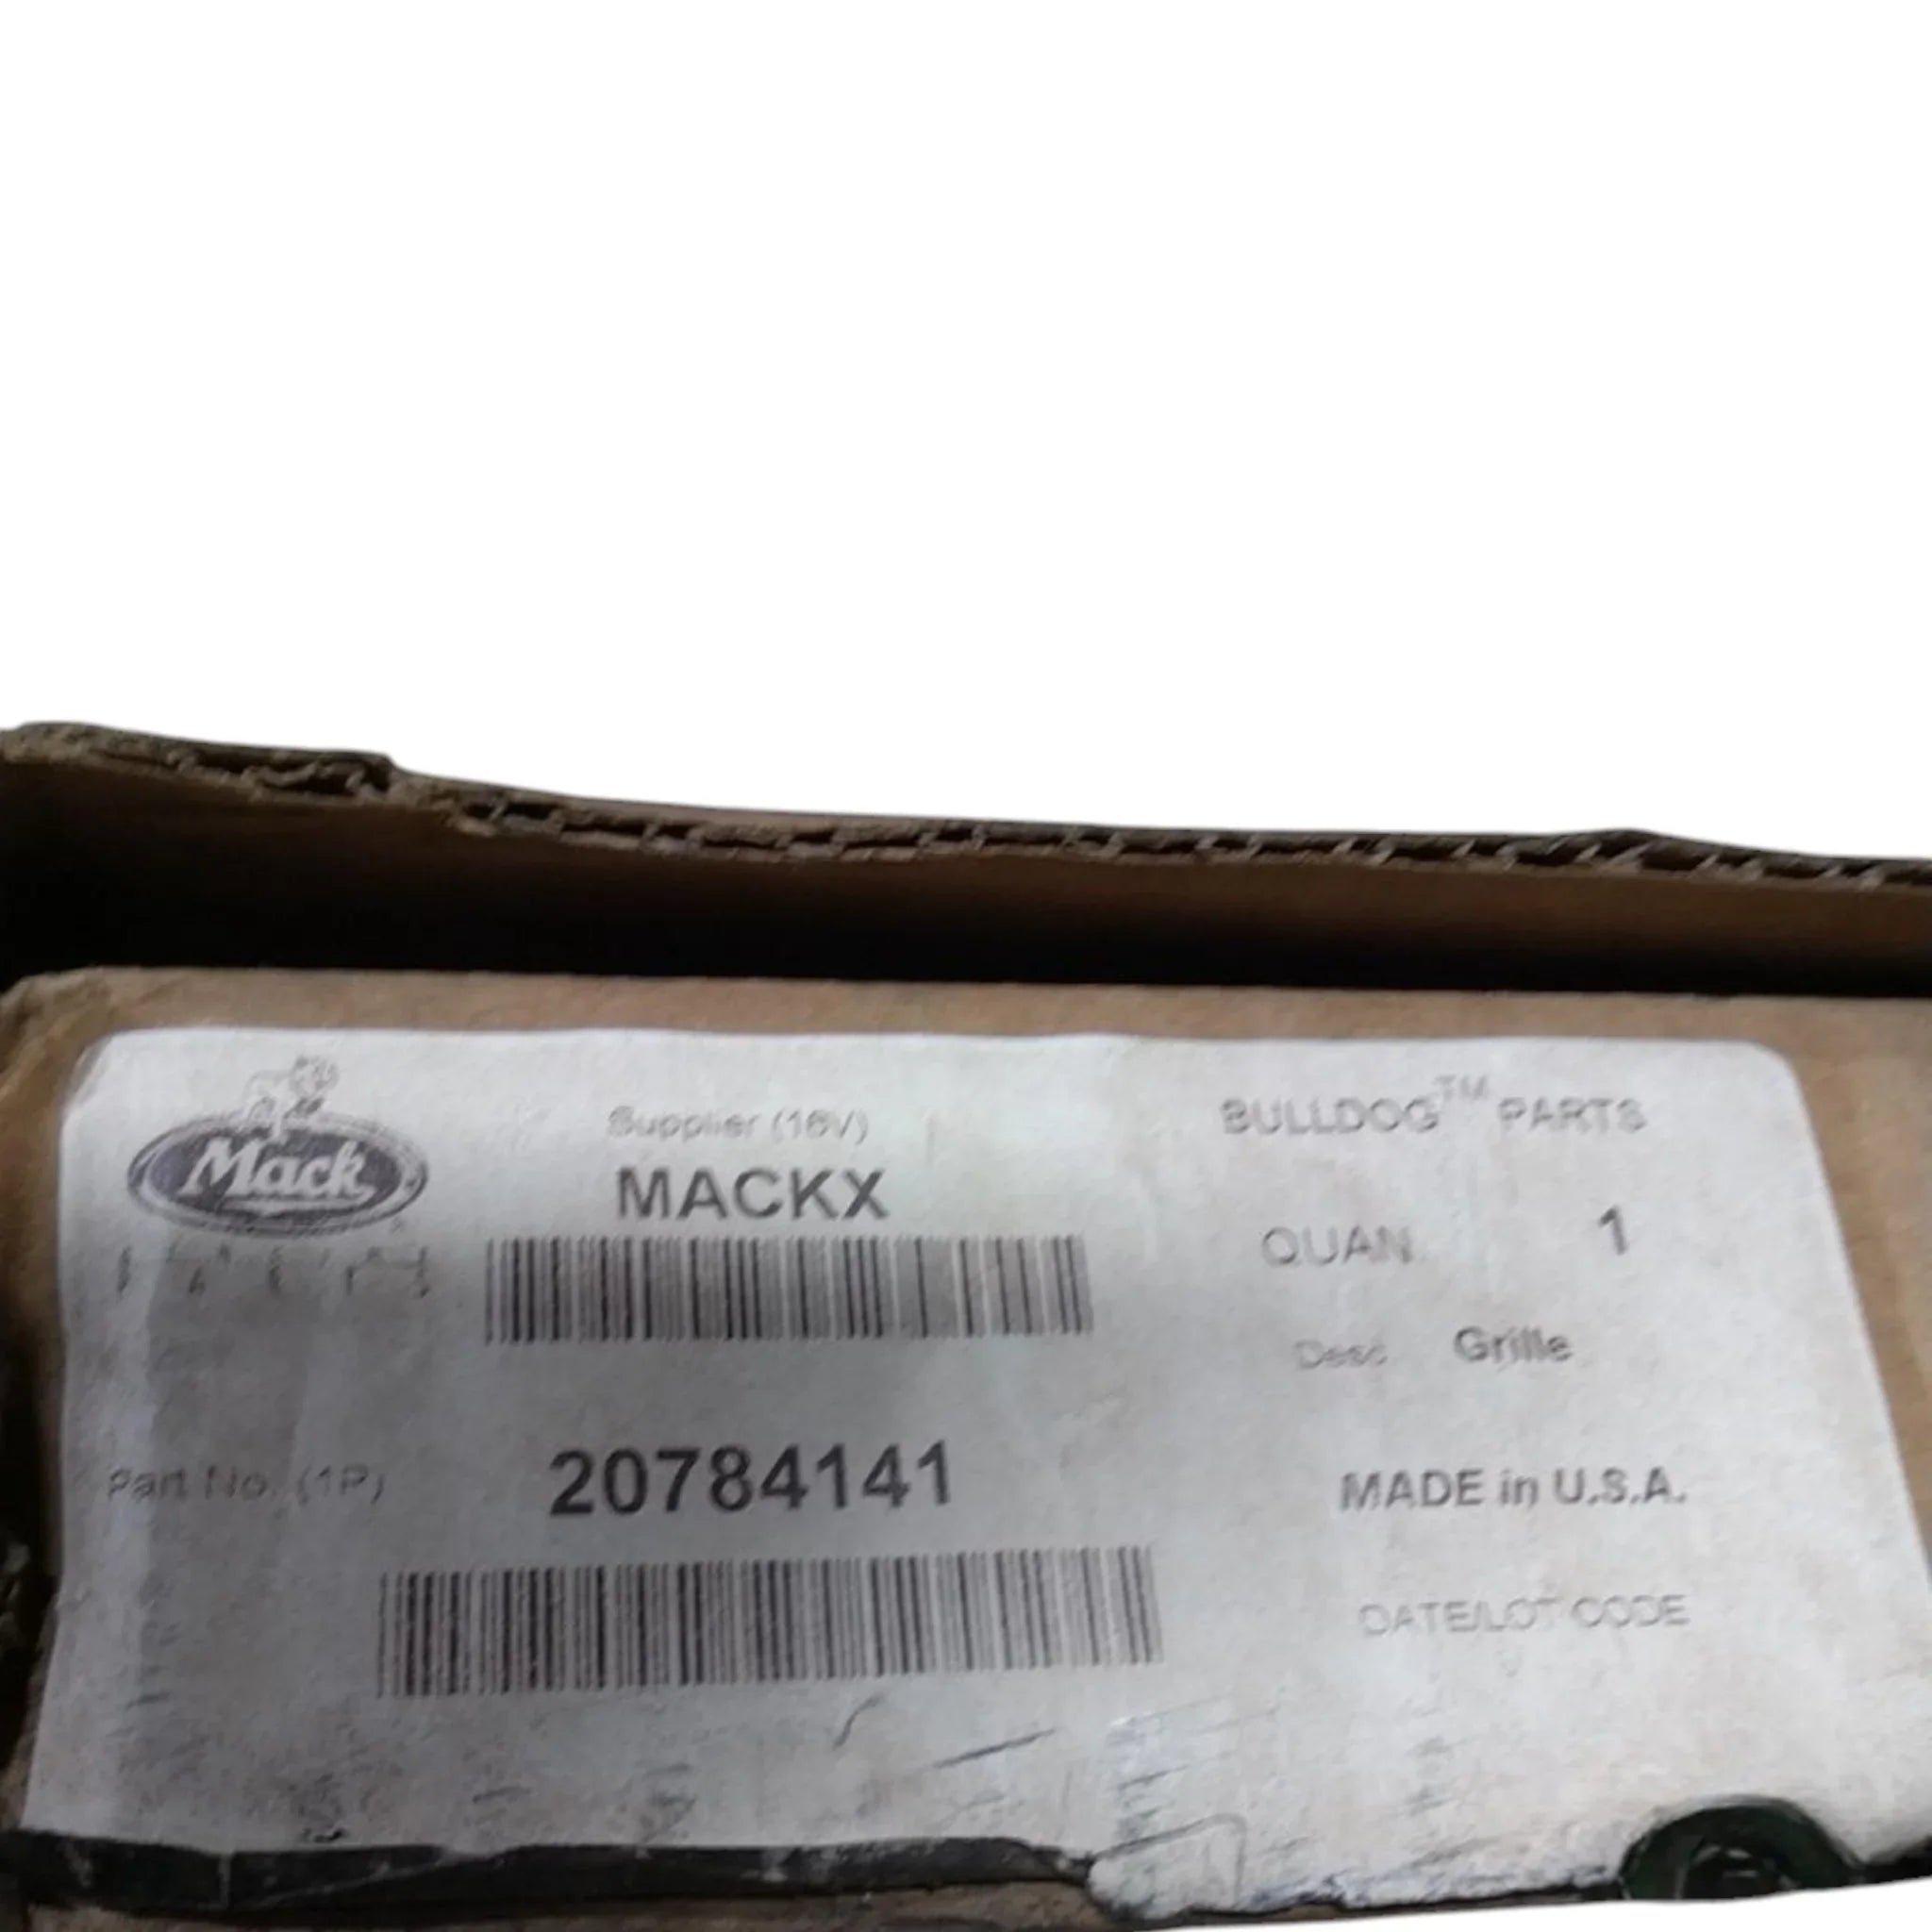 Mack
Supplier (16V)
MACKX
BULLDOG™ PARTS
QUAN 1
Desc Grille
Part No. (1P) 20784141
MADE in U.S.A.
DATE/LOT CODE